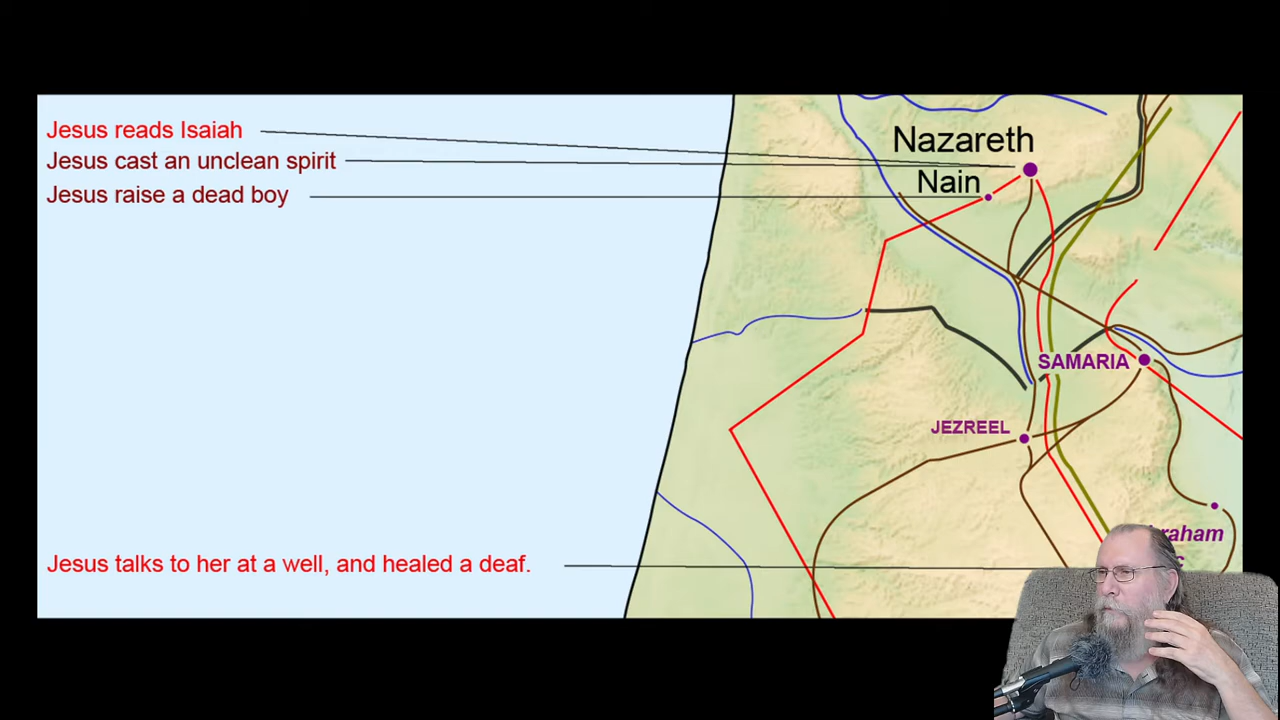 Jesus reads Isaiah
Jesus cast an unclean spirit
Jesus raise a dead boy
Nazareth
Nain
SAMARIA
JEZREEL
Jesus talks to her at a well, and healed a deaf.